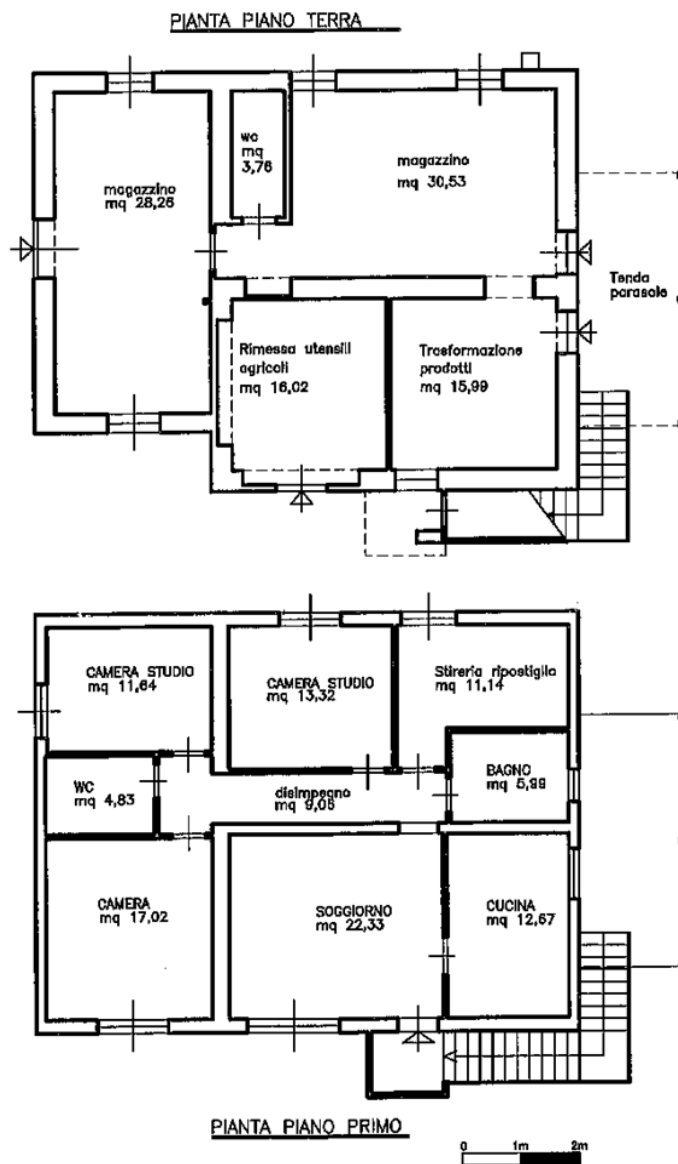 PIANTA PIANO TERRA
wc
mq
3,76
magazzino
mq 30,53
magazzino
mq 28,26
Tenda
parasole
Rimessa utensili
agricoli
mq 16,02
Trasformazione
prodotti
mq 15,99
CAMERA STUDIO
mq 11,64
CAMERA STUDIO
mq 13,32
Stireria ripostiglio
mq 11,14
WC
mq 4,83
disimpegno
mq 9,06
BAGNO
mq 5,99
CAMERA
mq 17,02
SOGGIORNO
mq 22,33
CUCINA
mq 12,67
PIANTA PIANO PRIMO
0 1m 2m